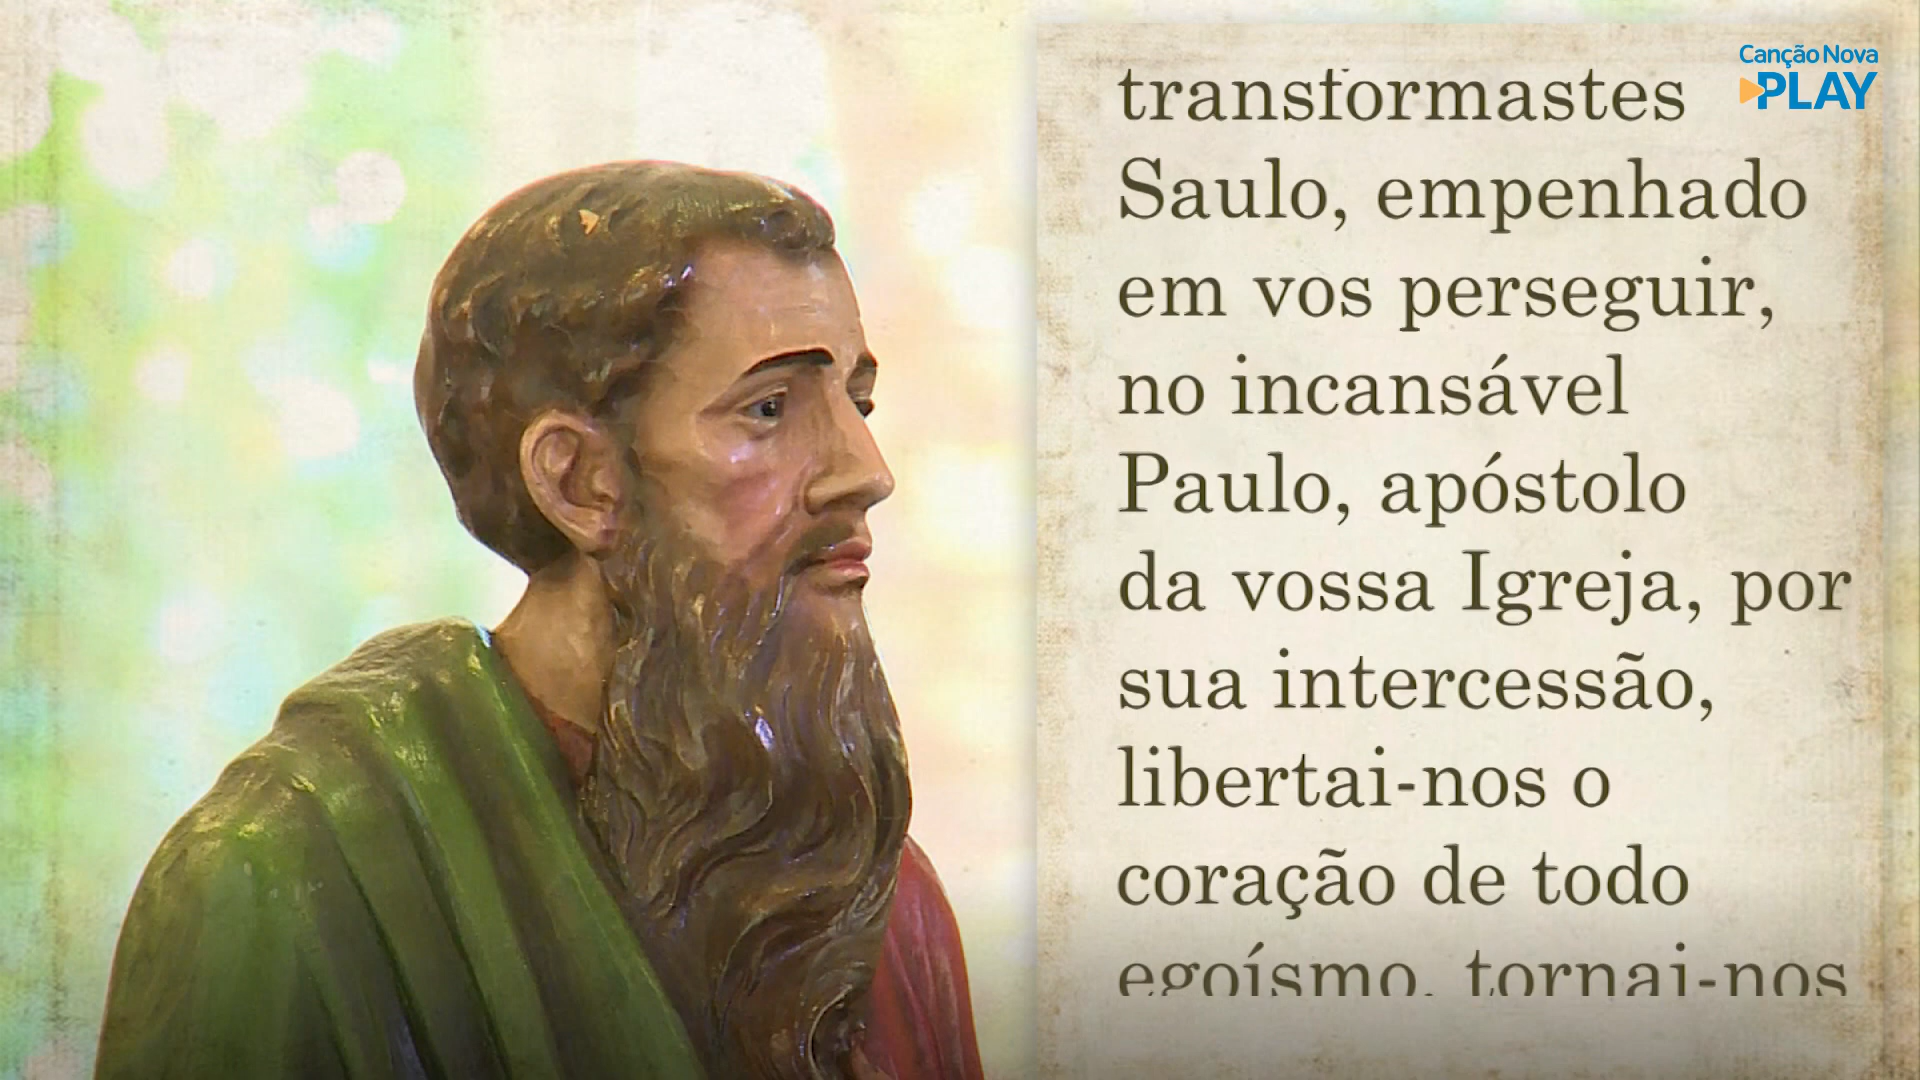 Canção Nova
PLAY
transformastes
Saulo, empenhado
em vos perseguir,
no incansável
Paulo, apóstolo
da vossa Igreja, por
sua intercessão,
libertai-nos o
coração de todo
egoísmo, tornai-nos